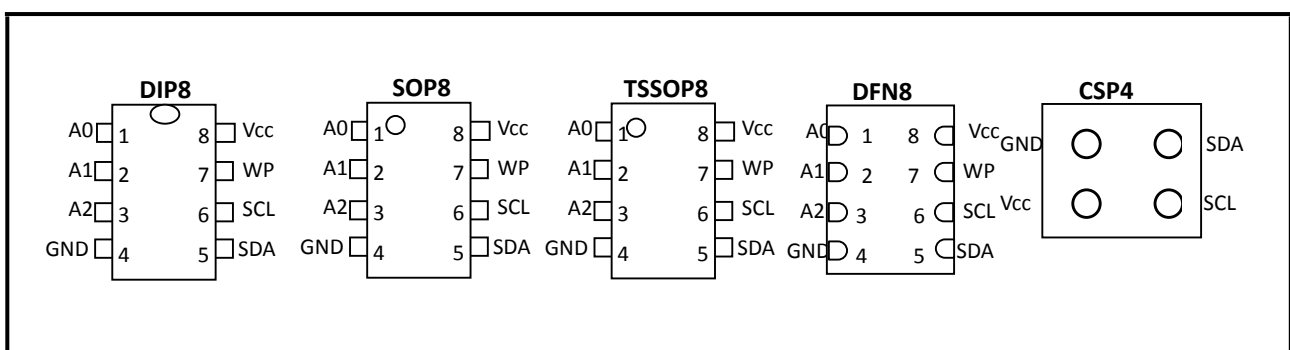 DIP8 SOP8 TSSOP8 DFN8 CSP4
A0 1 8 Vcc A0 1 8 Vcc A0 1 8 Vcc A0 1 8 Vcc GND SDA
A1 2 7 WP A1 2 7 WP A1 2 7 WP A1 2 7 WP
A2 3 6 SCL A2 3 6 SCL A2 3 6 SCL A2 3 6 SCL Vcc SCL
GND 4 5 SDA GND 4 5 SDA GND 4 5 SDA GND 4 5 SDA